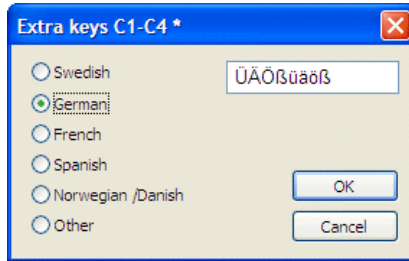 Extra keys C1-C4 *
Swedish
ÜÄÖßüäöß
German
French
Spanish
Norwegian /Danish
OK
Other
Cancel